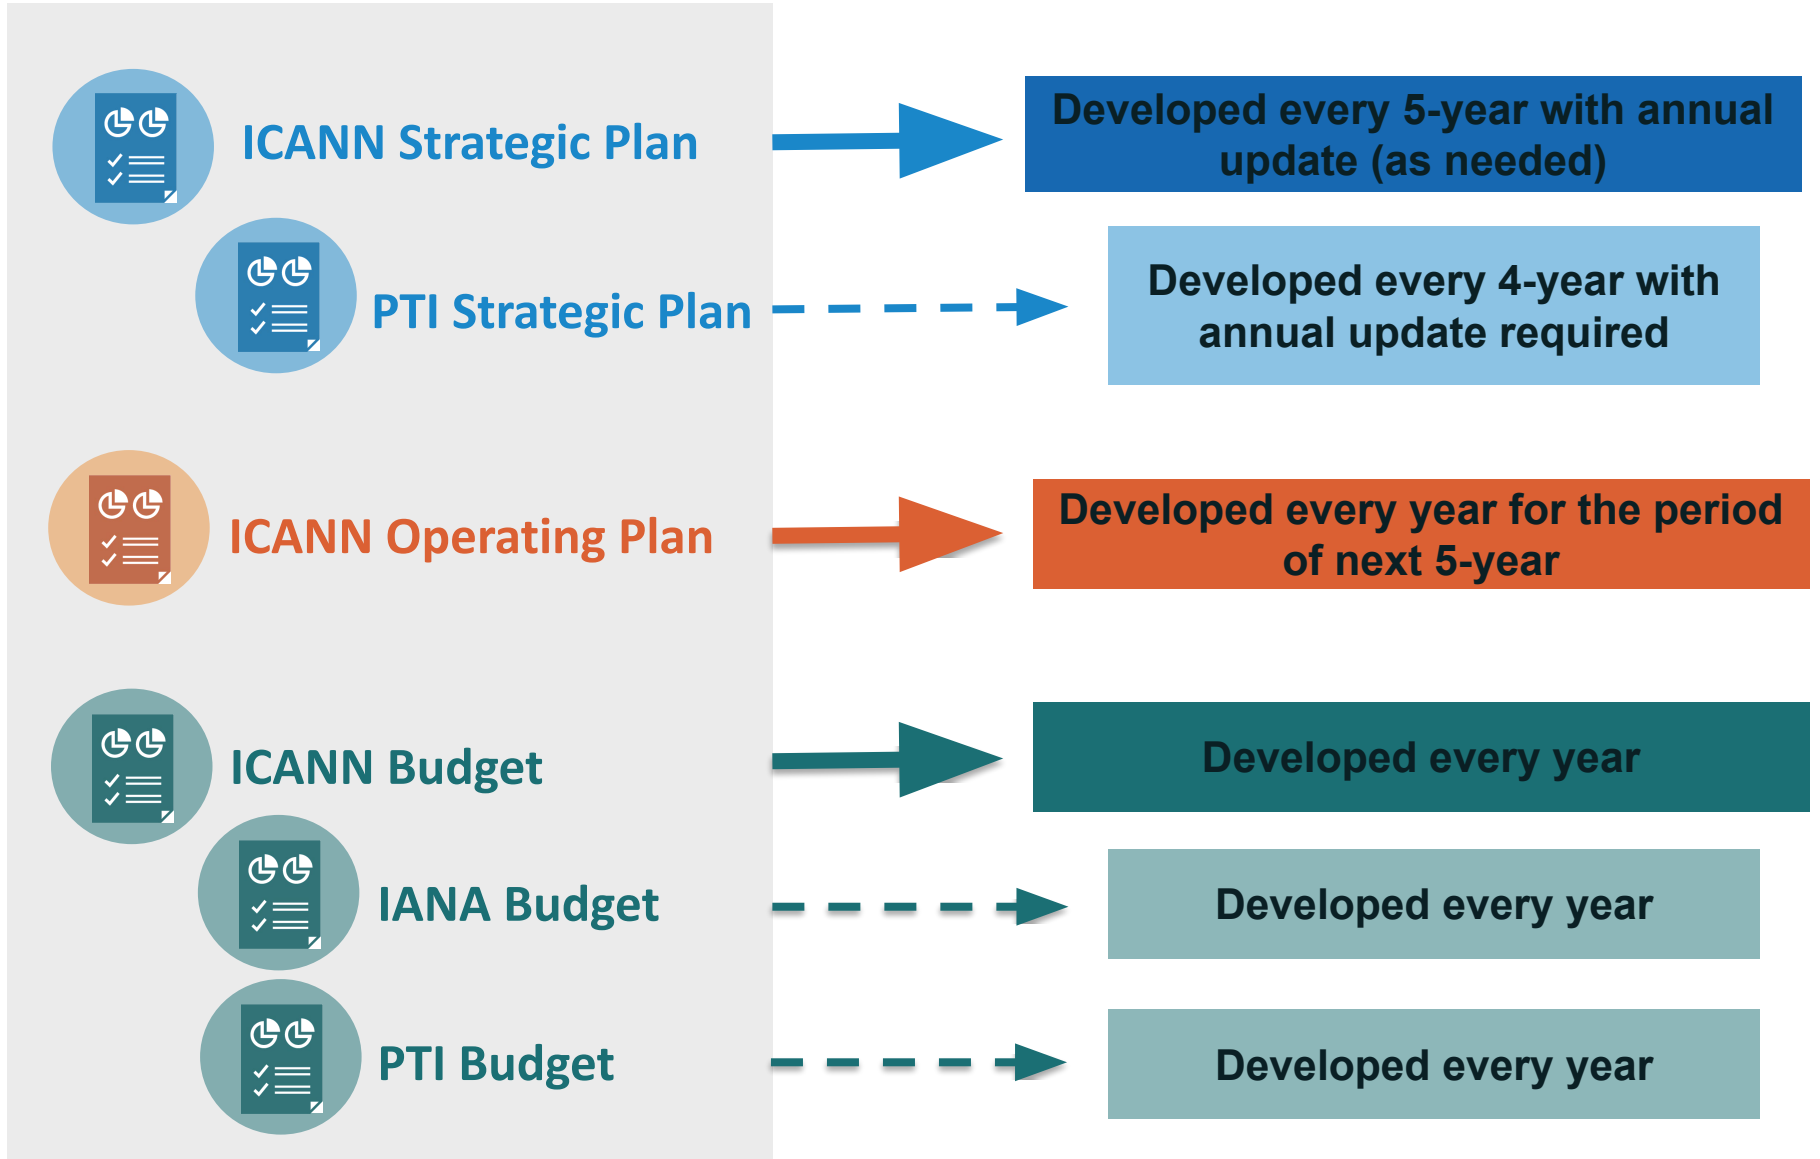 ICANN Strategic Plan
Developed every 5-year with annual
update (as needed)
PTI Strategic Plan
Developed every 4-year with
annual update required
ICANN Operating Plan
Developed every year for the period
of next 5-year
ICANN Budget
Developed every year
IANA Budget
Developed every year
PTI Budget
Developed every year